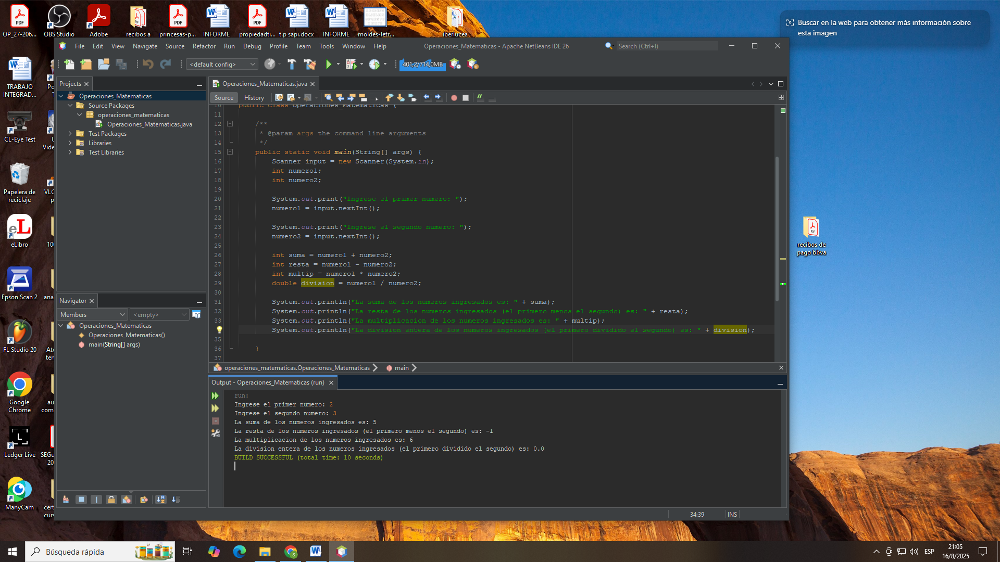 OP_27-206...
OBS Studio
Adobe
recibos a
princesas-p...
INFORME
propiedadti...
t.p sapi.docx
INFORME
moldes-letr...
iberlucea
Buscar en la web para obtener más información sobre
esta imagen
File Edit View Navigate Source Refactor Run Debug Profile Team Tools Window Help
Operaciones_Matematicas - Apache NetBeans IDE 26
Search (Ctrl+I)
<default config>
401,2/714,0MB
TRABAJO
INTEGRAD...
CL-Eye Test
Papelera de
reciclaje
eLibro
Epson Scan 2
FL Studio 20
Google
Chrome
Ledger Live
ManyCam
recibos de
pago bbva
Projects
Operaciones_Matematicas
Source Packages
operaciones_matematicas
Operaciones_Matematicas.java
Test Packages
Libraries
Test Libraries
Navigator
Members
<empty>
Operaciones_Matematicas
Operaciones_Matematicas()
main(String[] args)
Operaciones_Matematicas.java
Source History
10 public class Operaciones_Matematicas {
11
12 /**
13 * @param args the command line arguments
14 */
15 public static void main(String[] args) {
16 Scanner input = new Scanner(System.in);
17 int numero1;
18 int numero2;
19
20 System.out.print("Ingrese el primer numero: ");
21 numero1 = input.nextInt();
22
23 System.out.print("Ingrese el segundo numero: ");
24 numero2 = input.nextInt();
25
26 int suma = numero1 + numero2;
27 int resta = numero1 - numero2;
28 int multip = numero1 * numero2;
29 double division = numero1 / numero2;
30
31 System.out.println("La suma de los numeros ingresados es: " + suma);
32 System.out.println("La resta de los numeros ingresados (el primero menos el segundo) es: " + resta);
33 System.out.println("La multiplicacion de los numeros ingresados es: " + multip);
34 System.out.println("La division entera de los numeros ingresados (el primero dividido el segundo) es: " + division);
35
36 }
37
operaciones_matematicas.Operaciones_Matematicas
main
Output - Operaciones_Matematicas (run)
run:
Ingrese el primer numero: 2
Ingrese el segundo numero: 3
La suma de los numeros ingresados es: 5
La resta de los numeros ingresados (el primero menos el segundo) es: -1
La multiplicacion de los numeros ingresados es: 6
La division entera de los numeros ingresados (el primero dividido el segundo) es: 0.0
BUILD SUCCESSFUL (total time: 10 seconds)
34:39
INS
Búsqueda rápida
ESP
21:05
16/8/2025